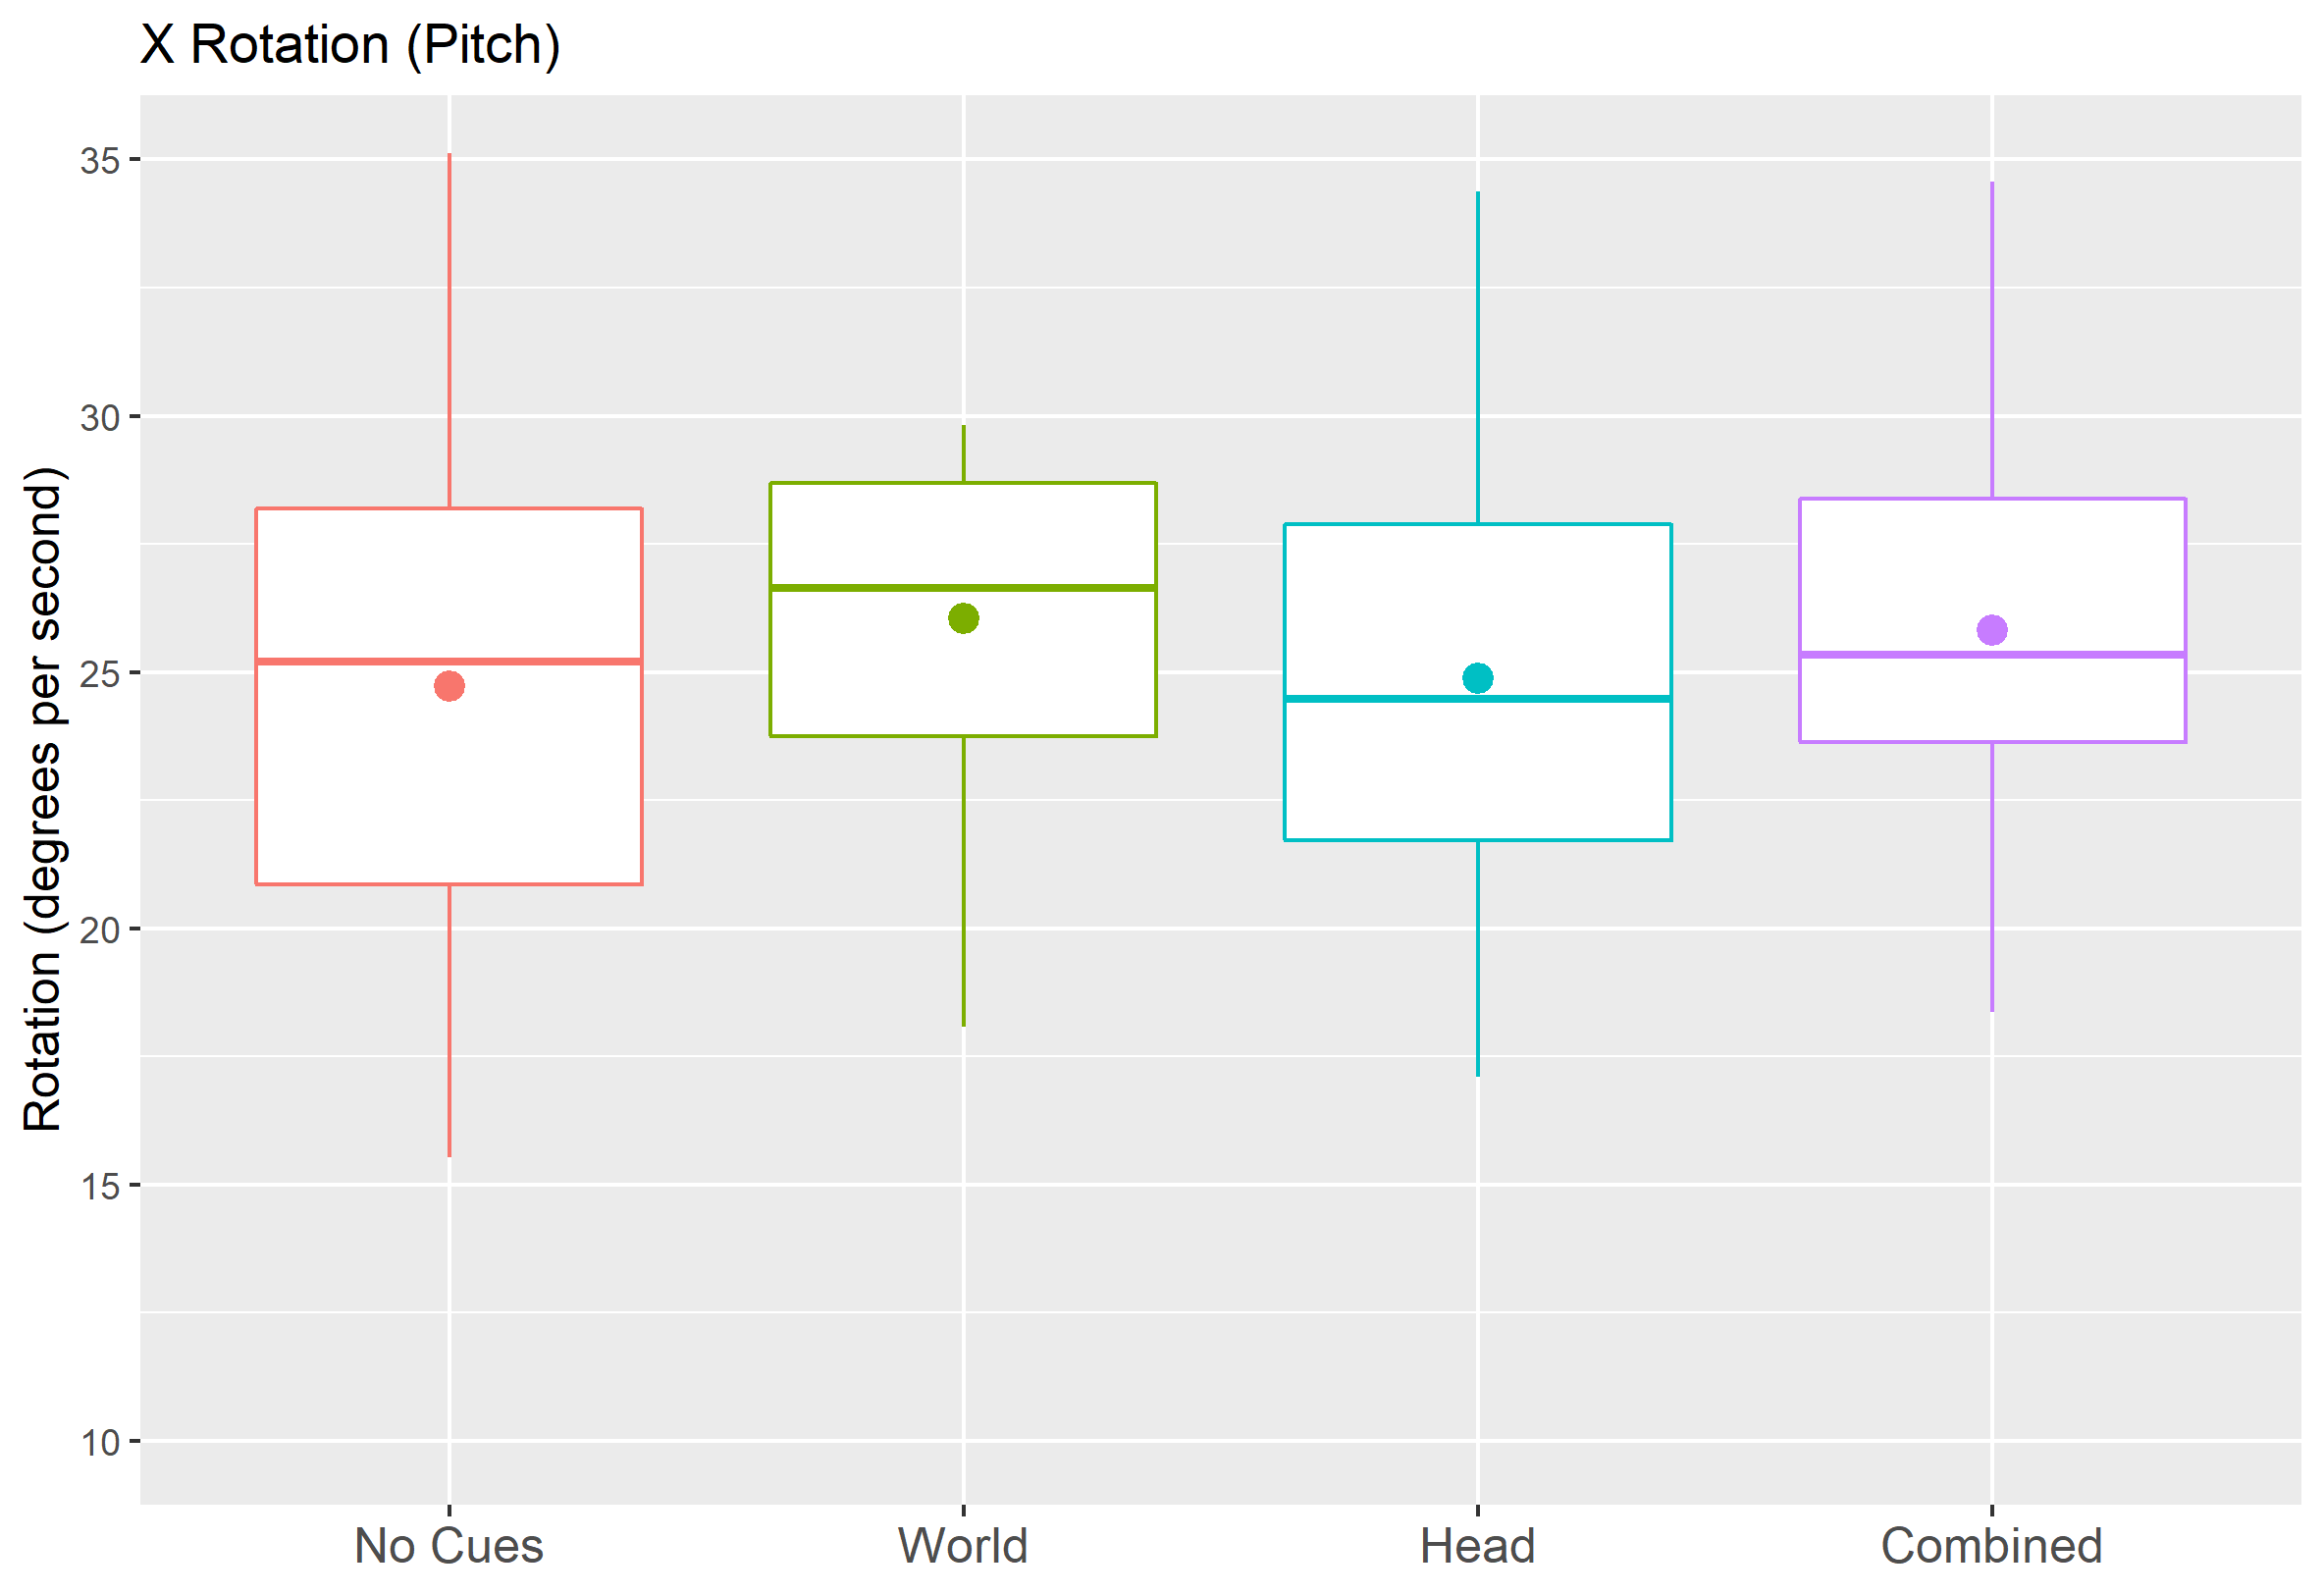 X Rotation (Pitch)
Rotation (degrees per second)
35
30
25
20
15
10
No Cues
World
Head
Combined